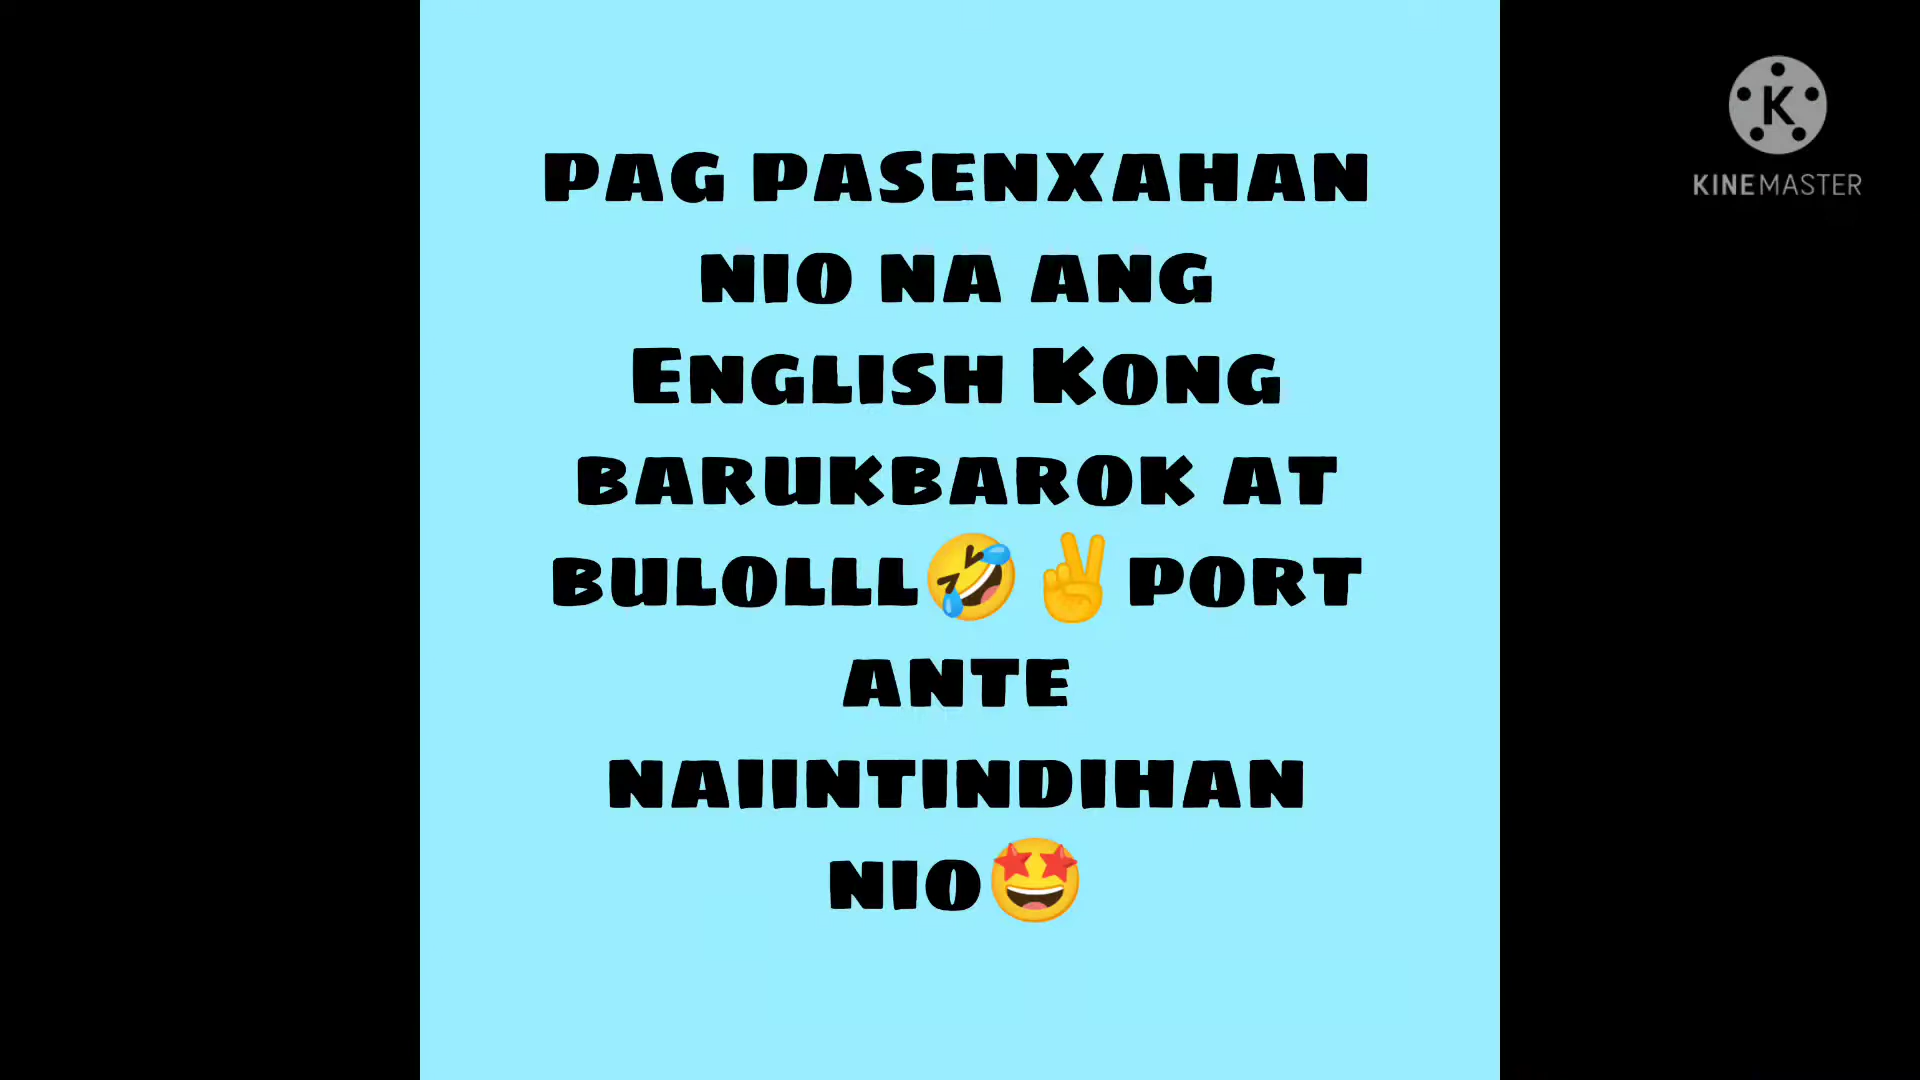 PAG PASENXAHAN
NIO NA ANG
ENGLISH KONG
BARUKBAROK AT
BULOLLL🤣✌️PORT
ANTE
NAIINTINDIHAN
NIO🤩
K
KINEMASTER